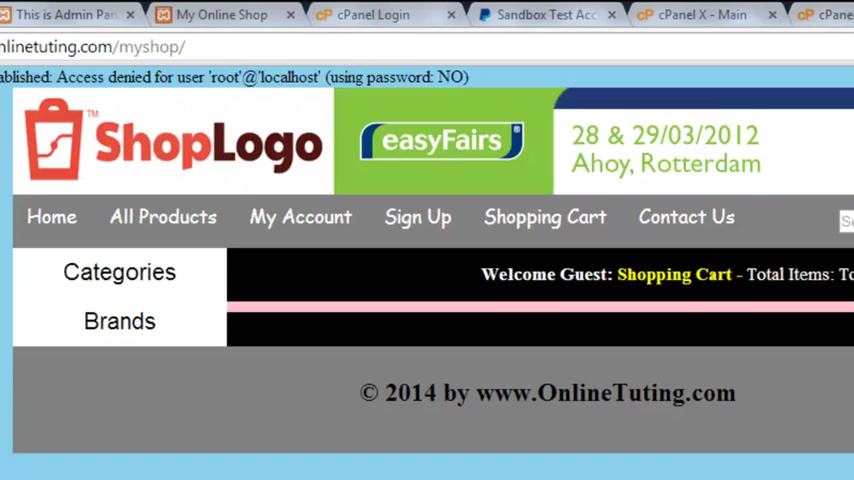 This is Admin Pan
My Online Shop
cPanel Login
Sandbox Test Acc
cPanel X - Main
cPane
nlinetuting.com/myshop/
ablished: Access denied for user 'root'@'localhost' (using password: NO)
ShopLogo™
easyFairs®
28 & 29/03/2012
Ahoy, Rotterdam
Home All Products My Account Sign Up Shopping Cart Contact Us Se
Categories
Welcome Guest: Shopping Cart - Total Items: To
Brands
© 2014 by www.OnlineTuting.com